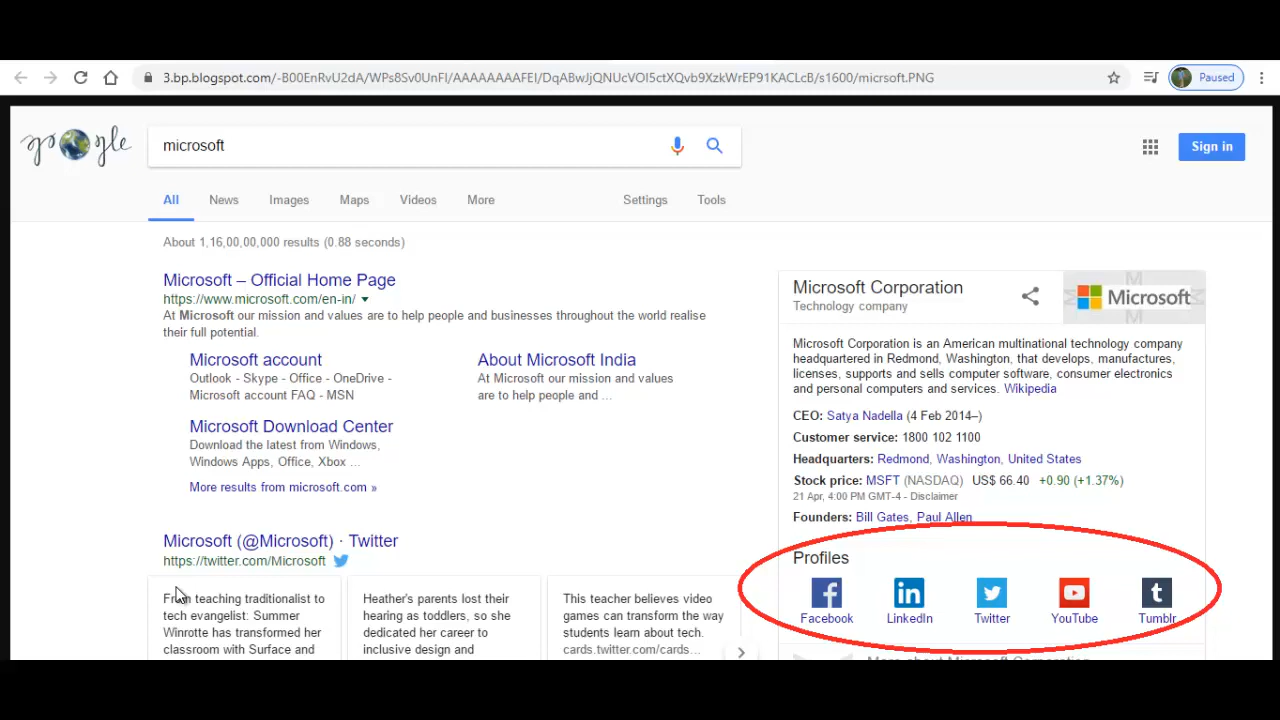 3.bp.blogspot.com/-B00EnRvU2dA/WPs8Sv0UnFI/AAAAAAAAFEI/DqABwJjQNUcVOI5ctXQvb9XzkWrEP91KACLcB/s1600/micrsoft.PNG
Paused
google
microsoft
Sign in
All
News
Images
Maps
Videos
More
Settings
Tools
About 1,16,00,00,000 results (0.88 seconds)
Microsoft – Official Home Page
https://www.microsoft.com/en-in/
At Microsoft our mission and values are to help people and businesses throughout the world realise
their full potential.
Microsoft account
Outlook - Skype - Office - OneDrive -
Microsoft account FAQ - MSN
About Microsoft India
At Microsoft our mission and values
are to help people and ...
Microsoft Download Center
Download the latest from Windows,
Windows Apps, Office, Xbox ...
More results from microsoft.com »
Microsoft (@Microsoft) · Twitter
https://twitter.com/Microsoft
From teaching traditionalist to
tech evangelist: Summer
Winrotte has transformed her
classroom with Surface and
Heather's parents lost their
hearing as toddlers, so she
dedicated her career to
inclusive design and
This teacher believes video
games can transform the way
students learn about tech.
cards.twitter.com/cards...
Microsoft Corporation
Technology company
Microsoft
Microsoft Corporation is an American multinational technology company
headquartered in Redmond, Washington, that develops, manufactures,
licenses, supports and sells computer software, consumer electronics
and personal computers and services. Wikipedia
CEO: Satya Nadella (4 Feb 2014–)
Customer service: 1800 102 1100
Headquarters: Redmond, Washington, United States
Stock price: MSFT (NASDAQ) US$ 66.40 +0.90 (+1.37%)
21 Apr, 4:00 PM GMT-4 - Disclaimer
Founders: Bill Gates, Paul Allen
Profiles
Facebook
LinkedIn
Twitter
YouTube
Tumblr
More about Microsoft Corporation